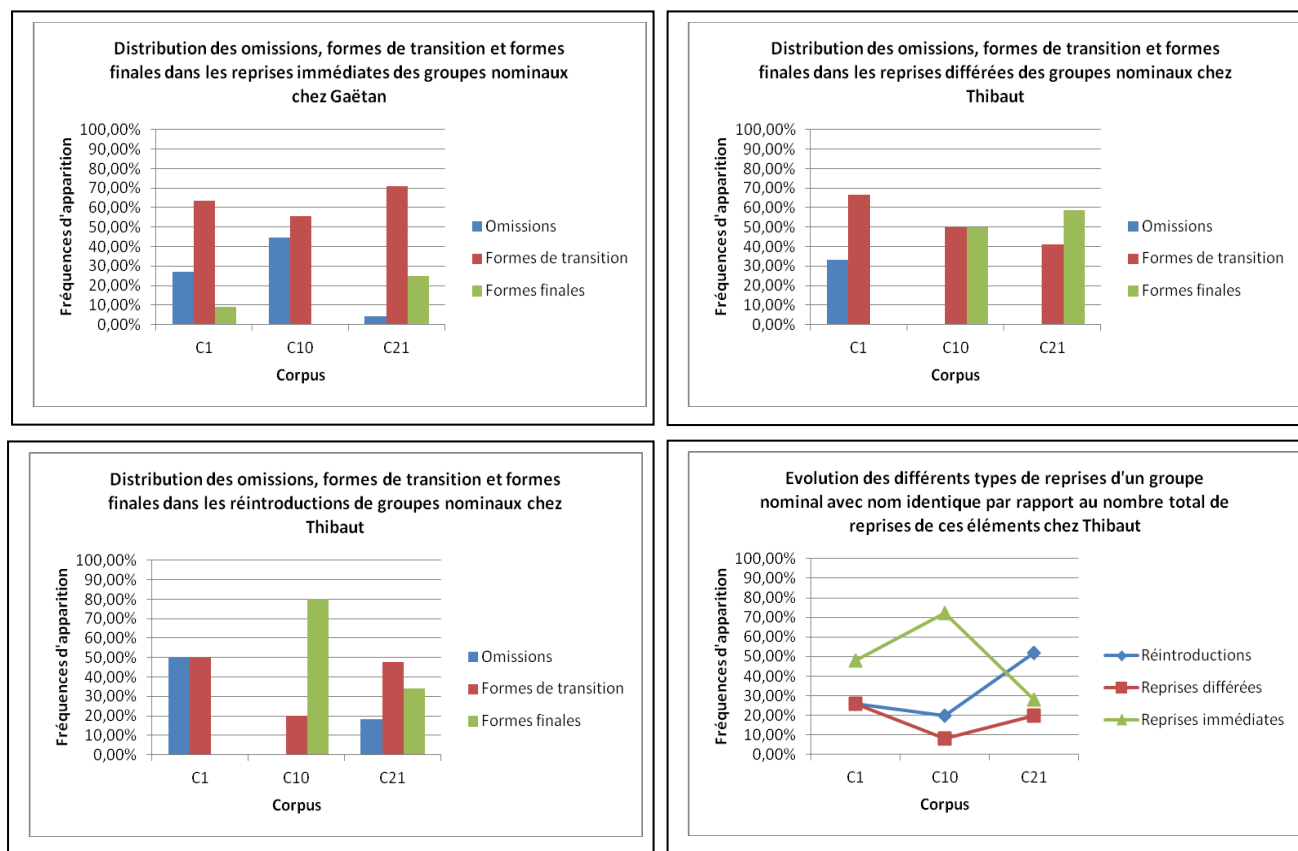 Distribution des omissions, formes de transition et formes
finales dans les reprises immédiates des groupes nominaux
chez Gaëtan
Fréquences d'apparition
100,00%
90,00%
80,00%
70,00%
60,00%
50,00%
40,00%
30,00%
20,00%
10,00%
0,00%
C1 C10 C21
Corpus
Omissions
Formes de transition
Formes finales
Distribution des omissions, formes de transition et formes
finales dans les reprises différées des groupes nominaux chez
Thibaut
Fréquences d'apparition
100,00%
90,00%
80,00%
70,00%
60,00%
50,00%
40,00%
30,00%
20,00%
10,00%
0,00%
C1 C10 C21
Corpus
Omissions
Formes de transition
Formes finales
Distribution des omissions, formes de transition et formes
finales dans les réintroductions de groupes nominaux chez
Thibaut
Fréquences d'apparition
100,00%
90,00%
80,00%
70,00%
60,00%
50,00%
40,00%
30,00%
20,00%
10,00%
0,00%
C1 C10 C21
Corpus
Omissions
Formes de transition
Formes finales
Evolution des différents types de reprises d'un groupe
nominal avec nom identique par rapport au nombre total de
reprises de ces éléments chez Thibaut
Fréquences d'apparition
100,00%
90,00%
80,00%
70,00%
60,00%
50,00%
40,00%
30,00%
20,00%
10,00%
0,00%
C1 C10 C21
Corpus
Réintroductions
Reprises différées
Reprises immédiates